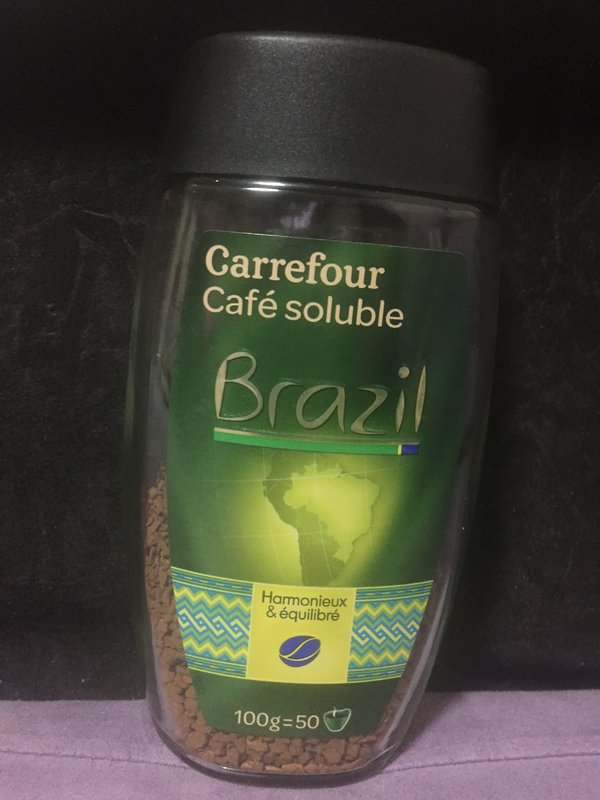 Carrefour
Café soluble
Brazil
Harmonieux
& équilibré
100g=50